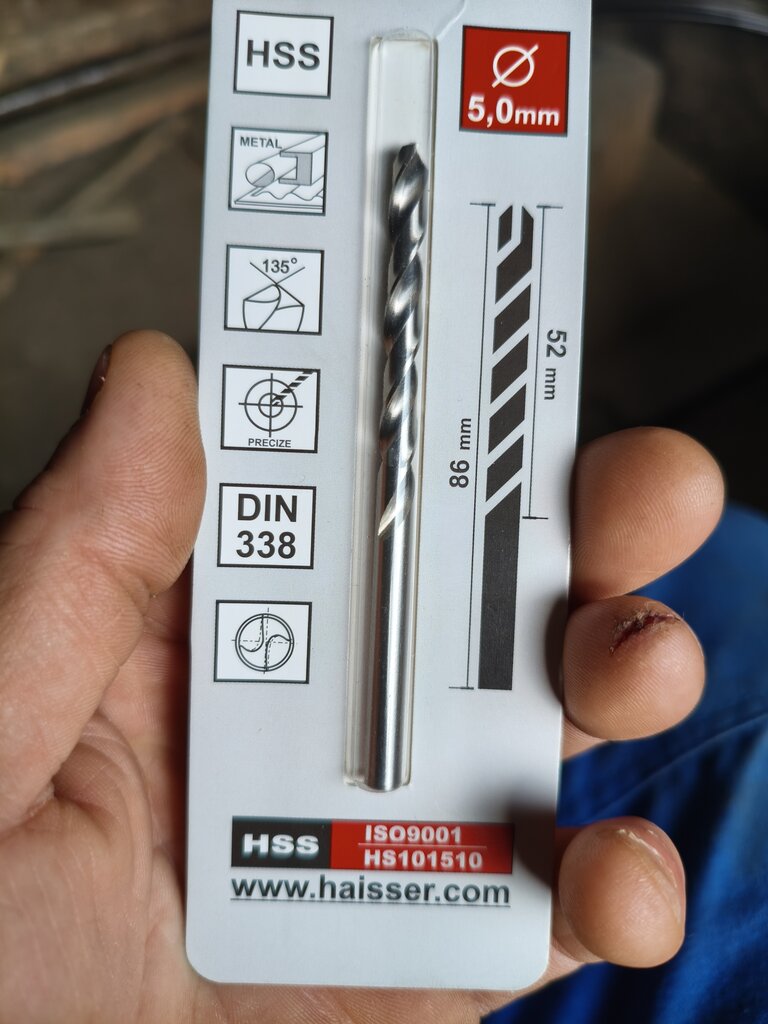 HSS
Ø
5,0mm
METAL
135°
52 mm
86 mm
PRECIZE
DIN
338
HSS
ISO9001
HS101510
www.haisser.com